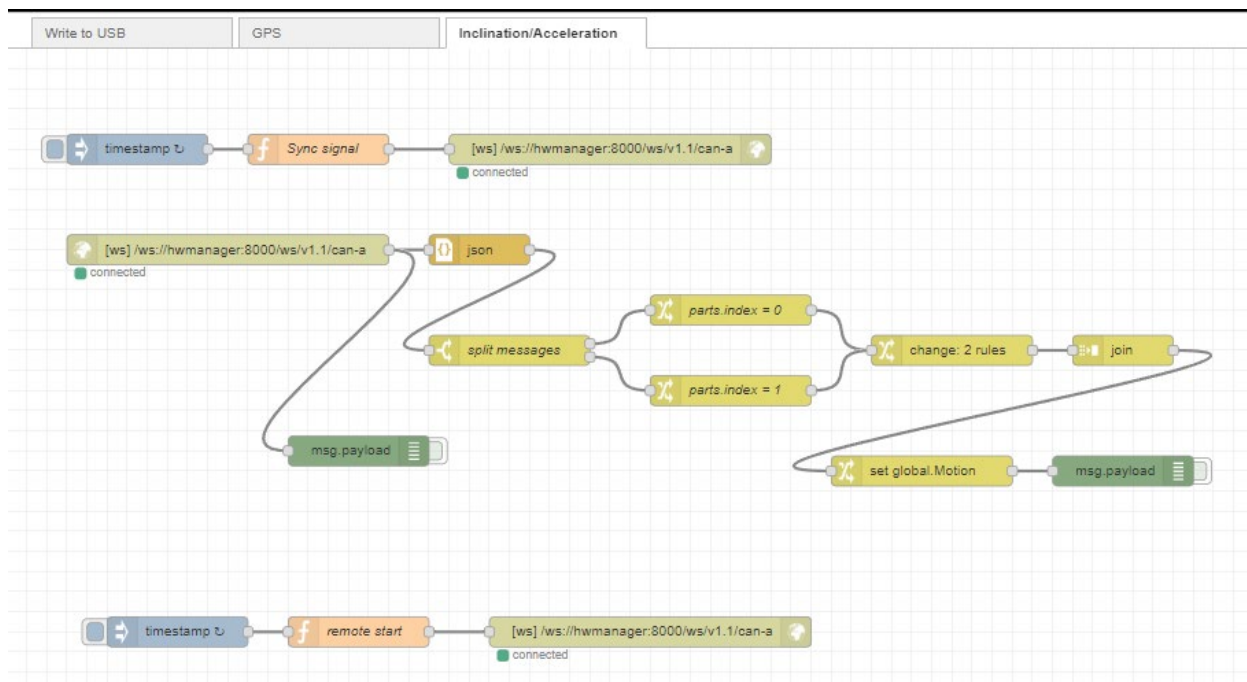 Write to USB
GPS
Inclination/Acceleration
timestamp ↻
Sync signal
[ws] /ws://hwmanager:8000/ws/v1.1/can-a
connected
[ws] /ws://hwmanager:8000/ws/v1.1/can-a
json
connected
parts.index = 0
split messages
change: 2 rules
join
parts.index = 1
msg.payload
set global.Motion
msg.payload
timestamp ↻
remote start
[ws] /ws://hwmanager:8000/ws/v1.1/can-a
connected